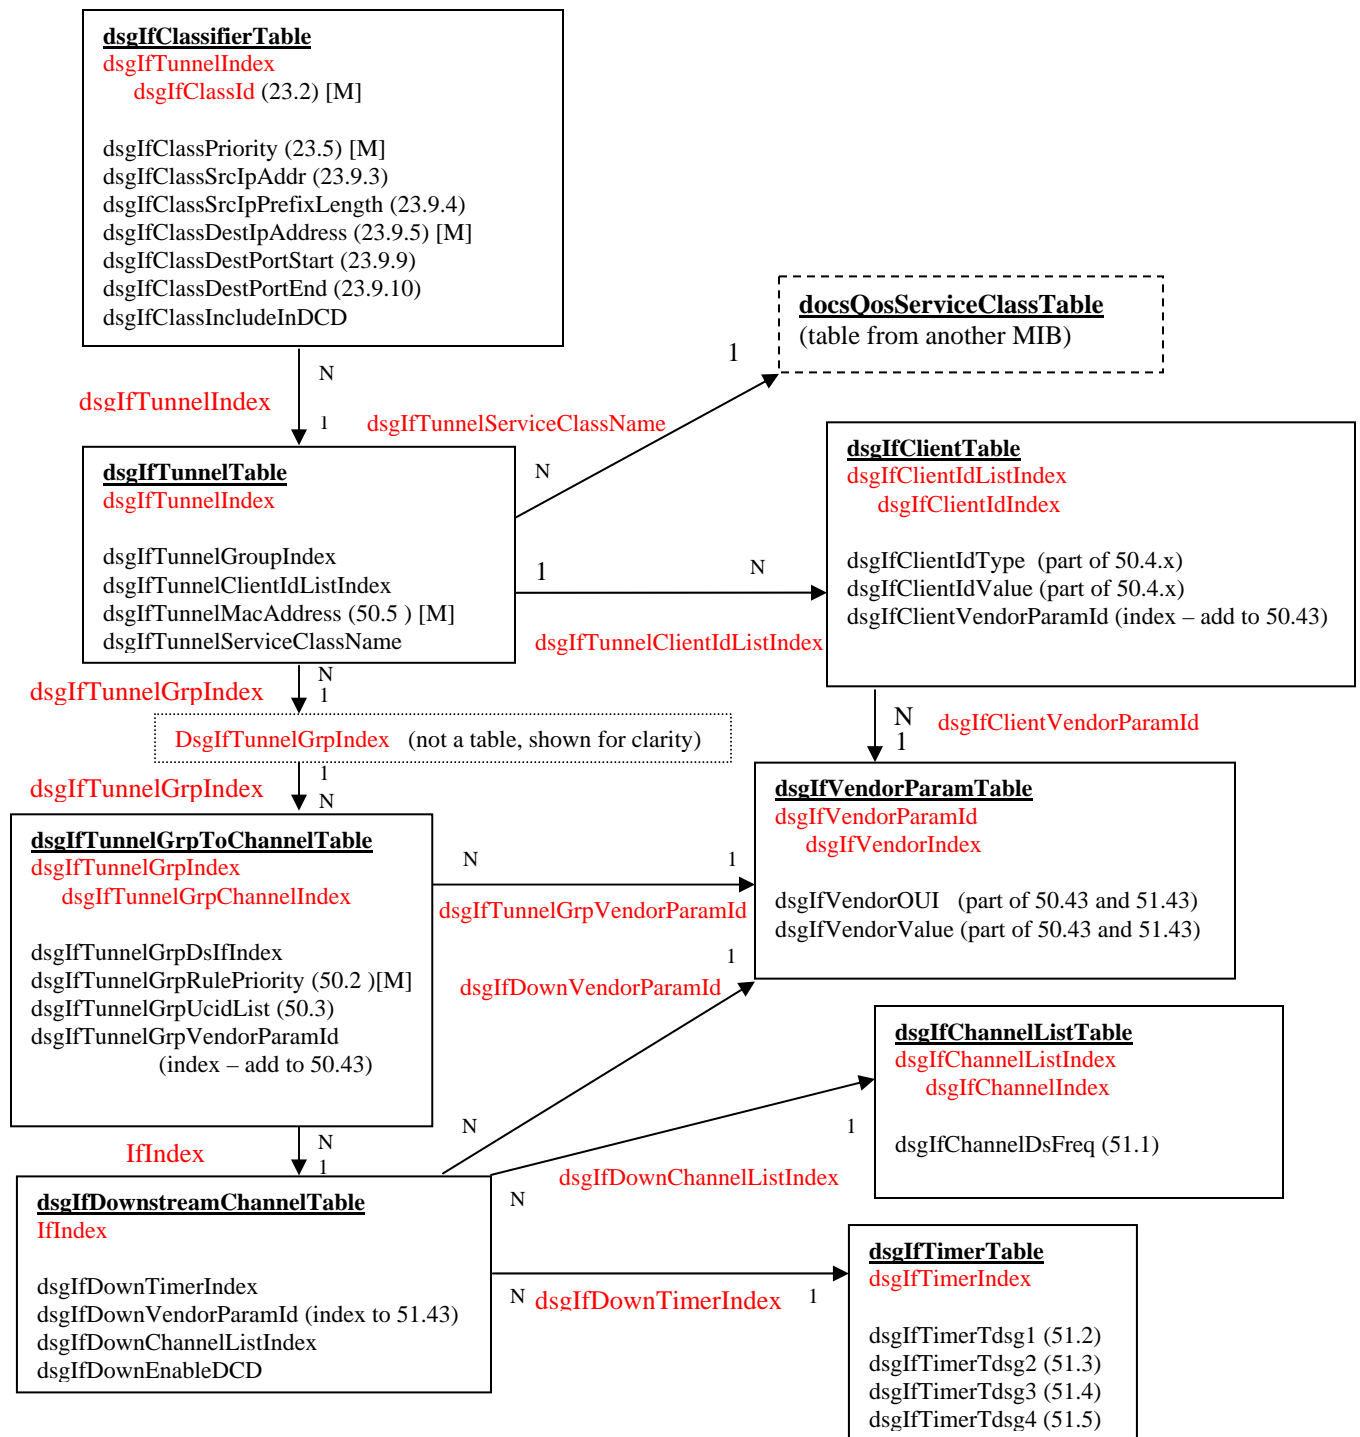 dsgIfClassifierTable
dsgIfTunnelIndex
dsgIfClassId (23.2) [M]
dsgIfClassPriority (23.5) [M]
dsgIfClassSrcIpAddr (23.9.3)
dsgIfClassSrcIpPrefixLength (23.9.4)
dsgIfClassDestIpAddress (23.9.5) [M]
dsgIfClassDestPortStart (23.9.9)
dsgIfClassDestPortEnd (23.9.10)
dsgIfClassIncludeInDCD
docsQosServiceClassTable
(table from another MIB)
1
N
dsgIfTunnelIndex
1
dsgIfTunnelServiceClassName
N
dsgIfTunnelTable
dsgIfTunnelIndex
dsgIfTunnelGroupIndex
dsgIfTunnelClientIdListIndex
dsgIfTunnelMacAddress (50.5 ) [M]
dsgIfTunnelServiceClassName
1
N
dsgIfTunnelClientIdListIndex
dsgIfClientTable
dsgIfClientIdListIndex
dsgIfClientIdIndex
dsgIfClientIdType (part of 50.4.x)
dsgIfClientIdValue (part of 50.4.x)
dsgIfClientVendorParamId (index – add to 50.43)
N
dsgIfTunnelGrpIndex
1
DsgIfTunnelGrpIndex (not a table, shown for clarity)
1
dsgIfTunnelGrpIndex
N
N
dsgIfClientVendorParamId
1
dsgIfTunnelGrpToChannelTable
dsgIfTunnelGrpIndex
dsgIfTunnelGrpChannelIndex
dsgIfTunnelGrpDsIfIndex
dsgIfTunnelGrpRulePriority (50.2 )[M]
dsgIfTunnelGrpUcidList (50.3)
dsgIfTunnelGrpVendorParamId
(index – add to 50.43)
N
1
dsgIfTunnelGrpVendorParamId
dsgIfVendorParamTable
dsgIfVendorParamId
dsgIfVendorIndex
dsgIfVendorOUI (part of 50.43 and 51.43)
dsgIfVendorValue (part of 50.43 and 51.43)
1
dsgIfDownVendorParamId
N
dsgIfChannelListTable
dsgIfChannelListIndex
dsgIfChannelIndex
dsgIfChannelDsFreq (51.1)
1
dsgIfDownChannelListIndex
N
N
IfIndex
1
dsgIfDownstreamChannelTable
IfIndex
dsgIfDownTimerIndex
dsgIfDownVendorParamId (index to 51.43)
dsgIfDownChannelListIndex
dsgIfDownEnableDCD
N
dsgIfDownTimerIndex
1
dsgIfTimerTable
dsgIfTimerIndex
dsgIfTimerTdsg1 (51.2)
dsgIfTimerTdsg2 (51.3)
dsgIfTimerTdsg3 (51.4)
dsgIfTimerTdsg4 (51.5)